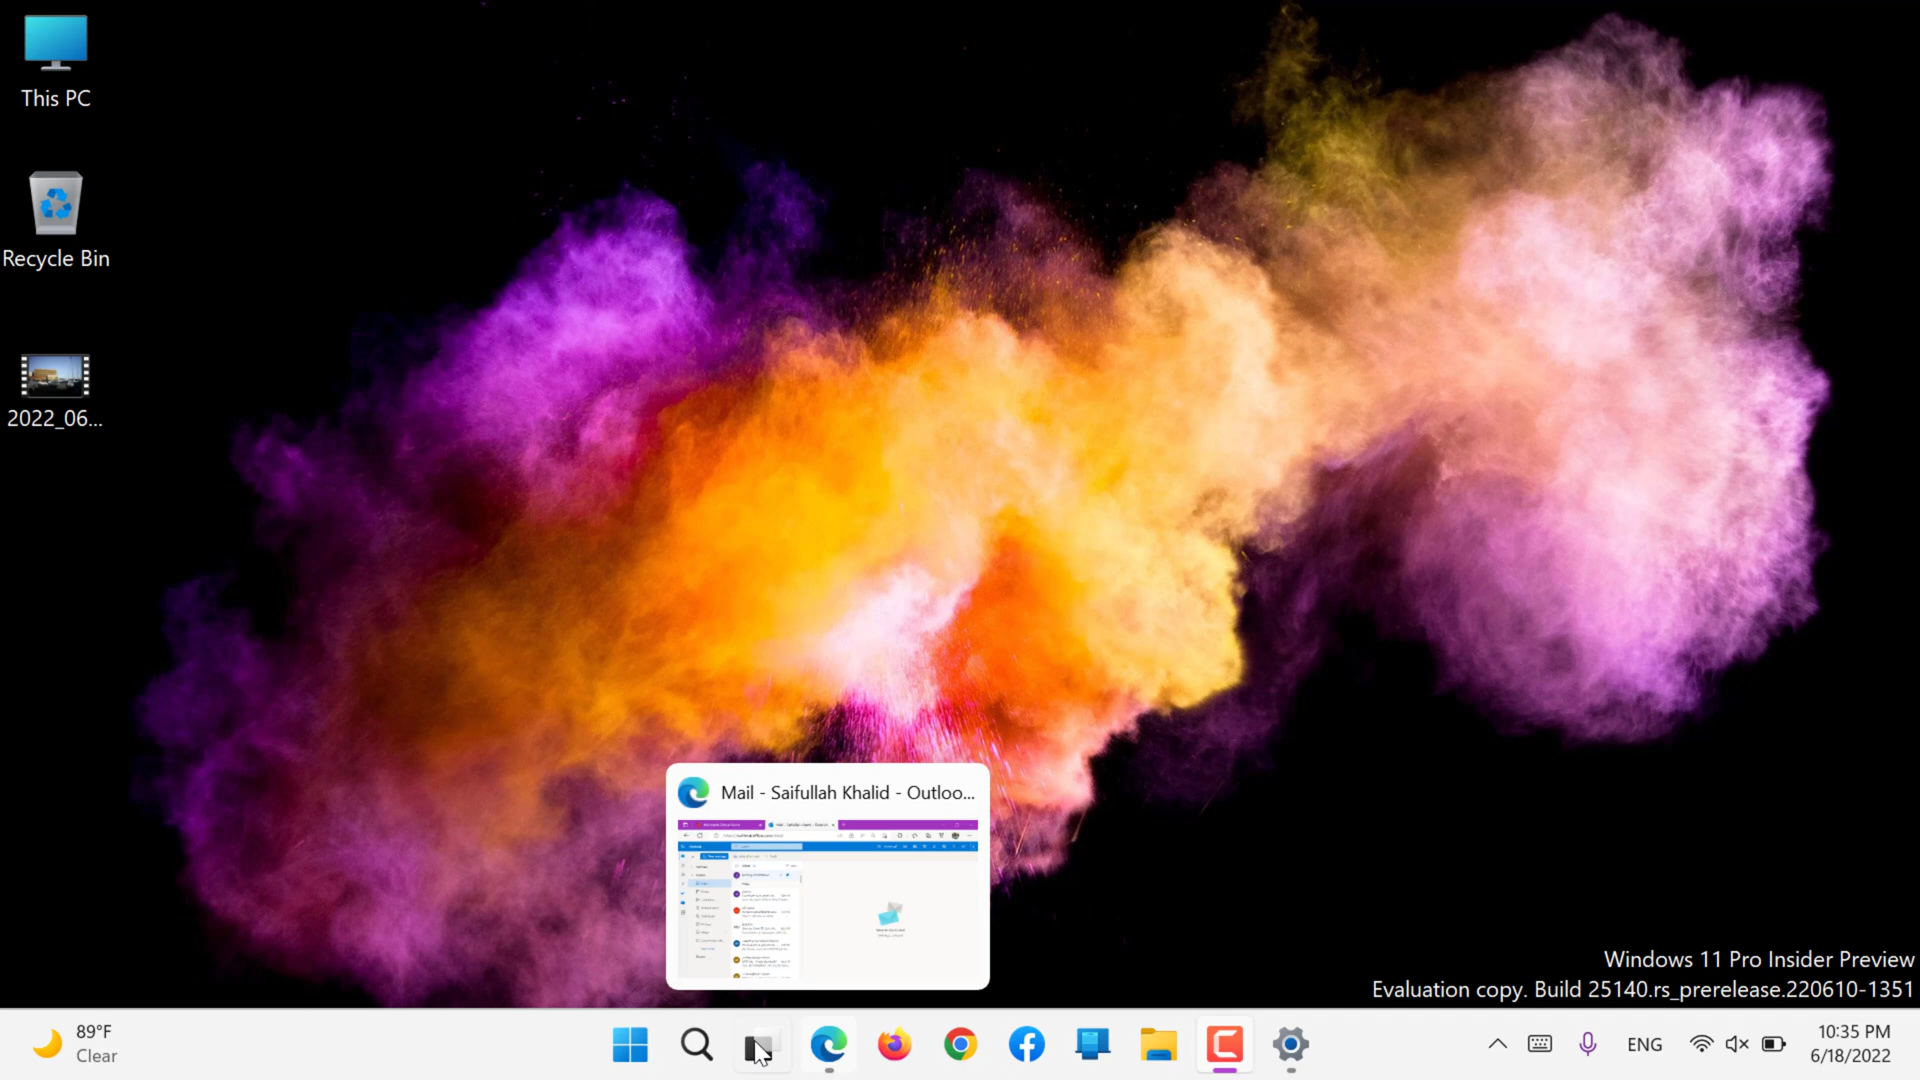 This PC
Recycle Bin
2022_06...
Mail - Saifullah Khalid - Outloo...
Windows 11 Pro Insider Preview
Evaluation copy. Build 25140.rs_prerelease.220610-1351
89°F
Clear
ENG
10:35 PM
6/18/2022